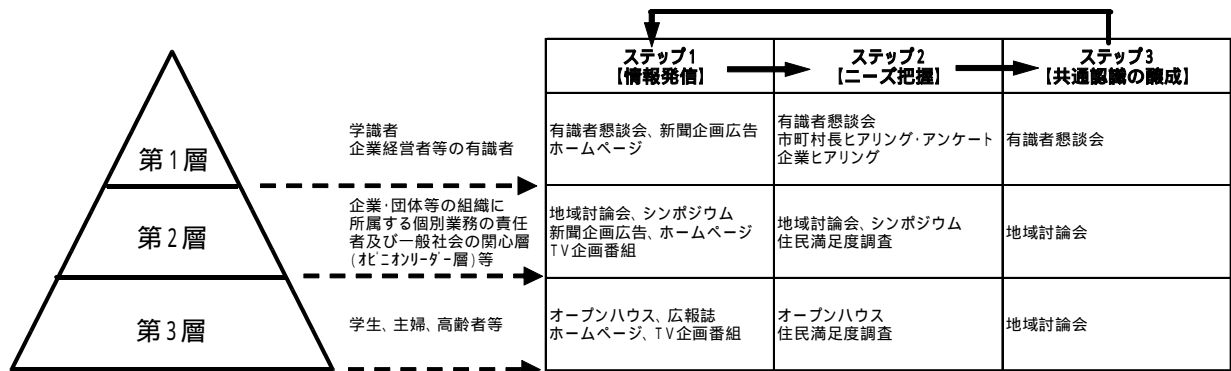 ステップ1
【情報発信】
ステップ2
【ニーズ把握】
ステップ3
【共通認識の醸成】
第1層
学識者
企業経営者等の有識者
有識者懇談会、新聞企画広告
ホームページ
有識者懇談会
市町村長ヒアリング・アンケート
企業ヒアリング
有識者懇談会
第2層
企業・団体等の組織に
所属する個別業務の責任
者及び一般社会の関心層
(オピニオンリーダー層)等
地域討論会、シンポジウム
新聞企画広告、ホームページ
TV企画番組
地域討論会、シンポジウム
住民満足度調査
地域討論会
第3層
学生、主婦、高齢者等
オープンハウス、広報誌
ホームページ、TV企画番組
オープンハウス
住民満足度調査
地域討論会